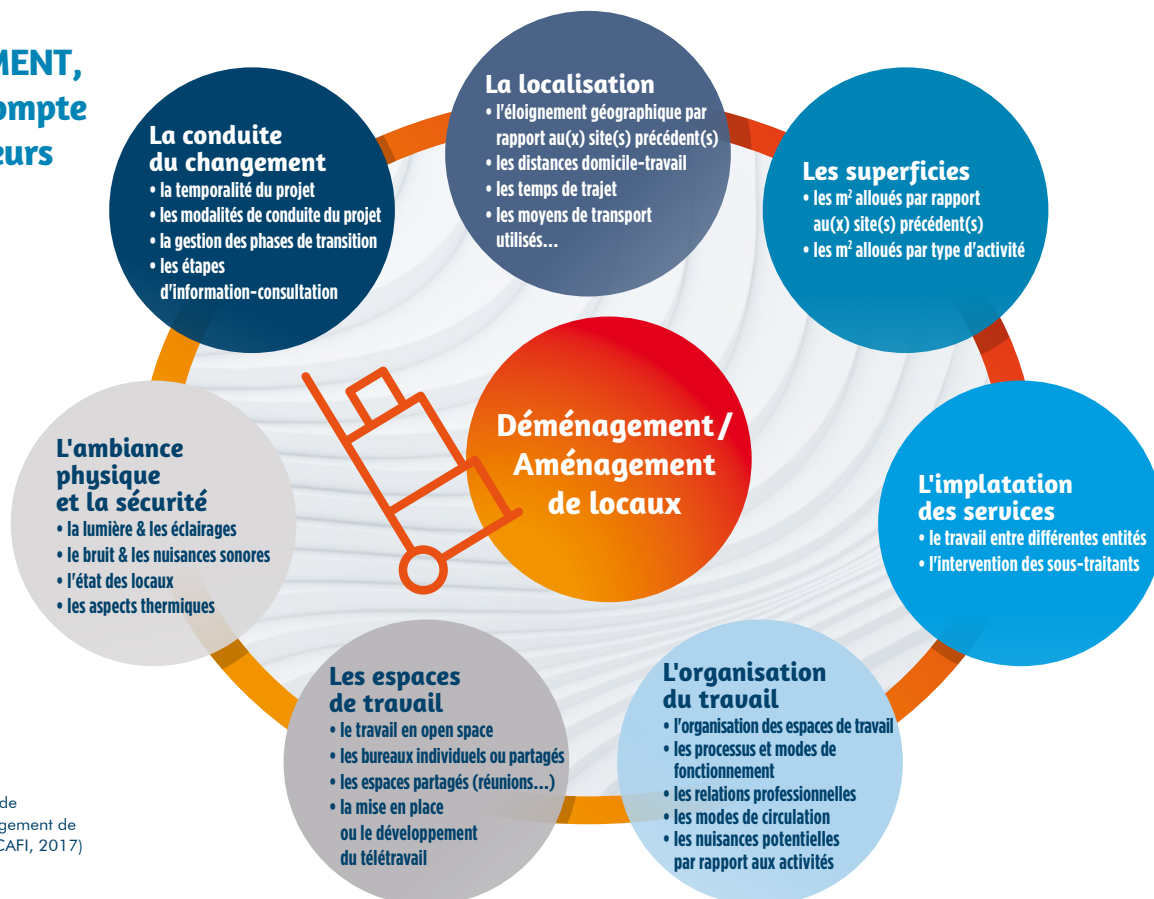 MENT,
ompte
eurs
La conduite
du changement
• la temporalité du projet
• les modalités de conduite du projet
• la gestion des phases de transition
• les étapes
d'information-consultation
La localisation
• l'éloignement géographique par
rapport au(x) site(s) précédent(s)
• les distances domicile-travail
• les temps de trajet
• les moyens de transport
utilisés...
Les superficies
• les m² alloués par rapport
au(x) site(s) précédent(s)
• les m² alloués par type d'activité
L'implatation
des services
• le travail entre différentes entités
• l'intervention des sous-traitants
L'organisation
du travail
• l'organisation des espaces de travail
• les processus et modes de
fonctionnement
• les relations professionnelles
• les modes de circulation
• les nuisances potentielles
par rapport aux activités
Les espaces
de travail
• le travail en open space
• les bureaux individuels ou partagés
• les espaces partagés (réunions...)
• la mise en place
ou le développement
du télétravail
L'ambiance
physique
et la sécurité
• la lumière & les éclairages
• le bruit & les nuisances sonores
• l'état des locaux
• les aspects thermiques
Déménagement/
Aménagement
de locaux
de
gement de
CAFI, 2017)